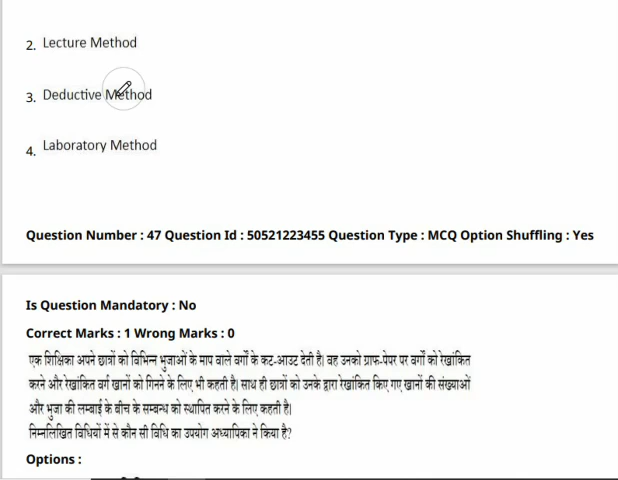 2. Lecture Method
3. Deductive Method
4. Laboratory Method
Question Number : 47 Question Id : 50521223455 Question Type : MCQ Option Shuffling : Yes
Is Question Mandatory : No
Correct Marks : 1 Wrong Marks : 0
एक शिक्षिका अपने छात्रों को विभिन्न भुजाओं के माप वाले वर्गों के कट-आउट देती है। वह उनको ग्राफ-पेपर पर वर्गों को रेखांकित
करने और रेखांकित वर्ग खानों को गिनने के लिए भी कहती है। साथ ही छात्रों को उनके द्वारा रेखांकित किए गए खानों की संख्याओं
और भुजा की लम्बाई के बीच के सम्बन्ध को स्थापित करने के लिए कहती है।
निम्नलिखित विधियों में से कौन सी विधि का उपयोग अध्यापिका ने किया है?
Options :